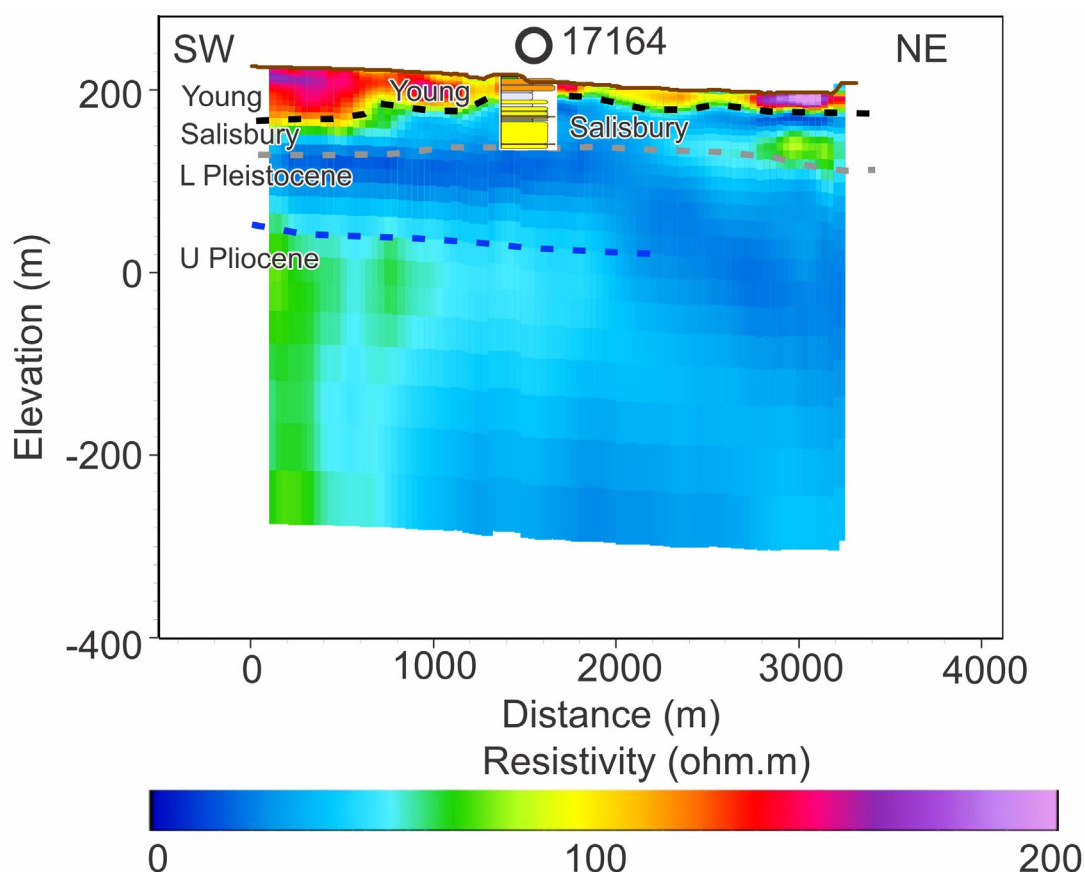 SW
17164
NE
200
Young
Young
Salisbury
Salisbury
L Pleistocene
U Pliocene
0
-200
-400
Elevation (m)
0
1000
2000
3000
4000
Distance (m)
Resistivity (ohm.m)
0
100
200